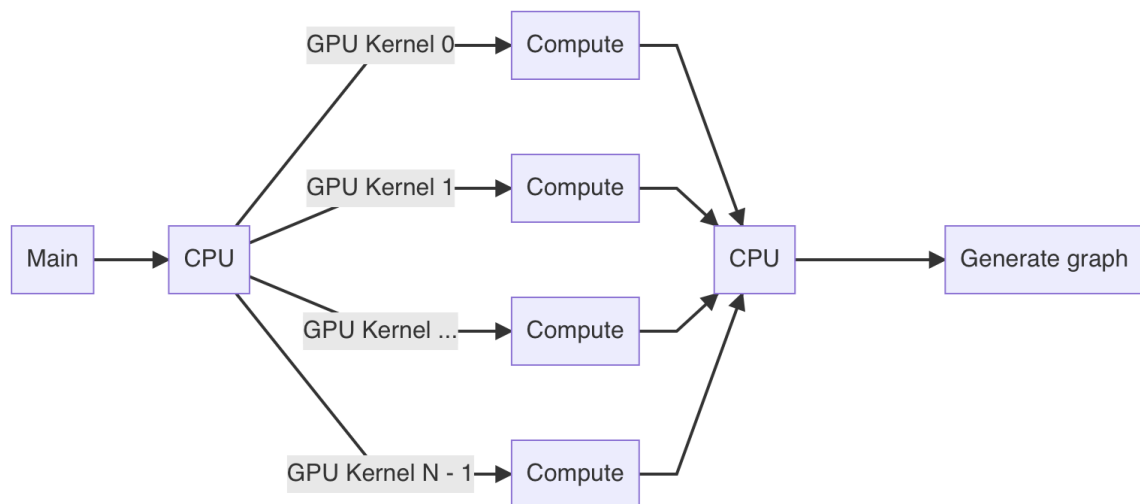 GPU Kernel 0
Compute
GPU Kernel 1
Compute
Main
CPU
CPU
Generate graph
GPU Kernel ...
Compute
GPU Kernel N - 1
Compute